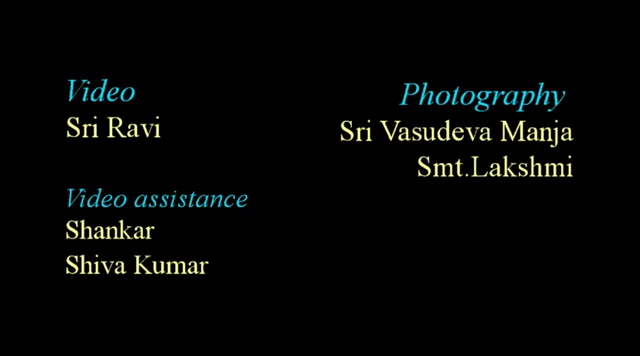 Video
Sri Ravi
Video assistance
Shankar
Shiva Kumar
Photography
Sri Vasudeva Manja
Smt.Lakshmi